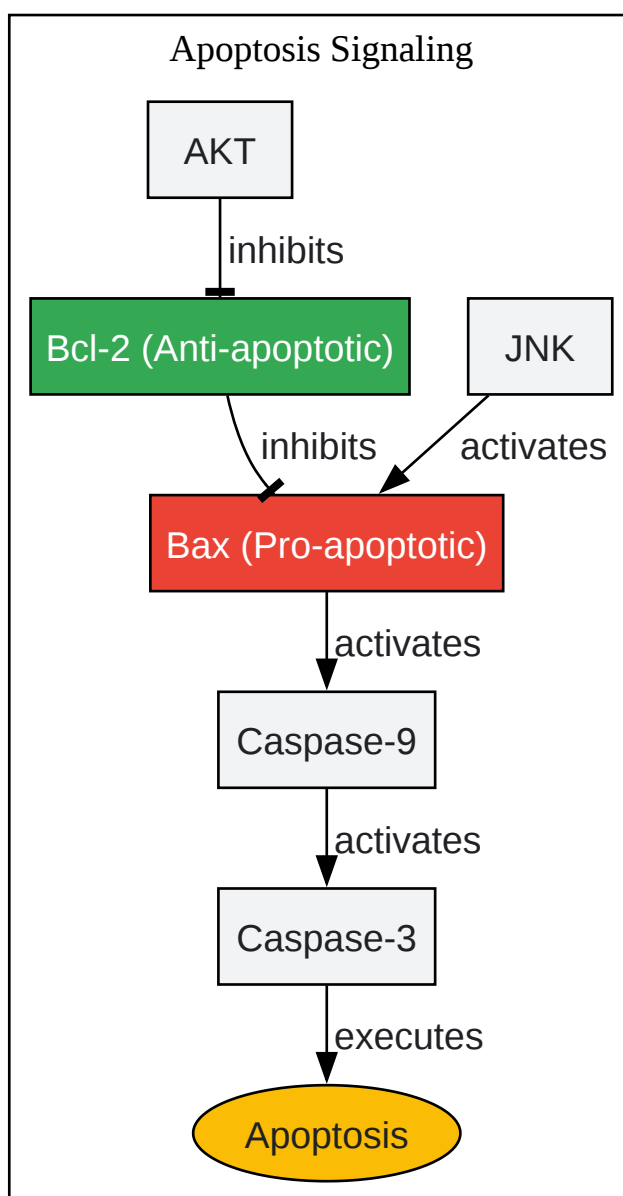 Apoptosis Signaling
AKT
inhibits
Bcl-2 (Anti-apoptotic)
JNK
inhibits
activates
Bax (Pro-apoptotic)
activates
Caspase-9
activates
Caspase-3
executes
Apoptosis